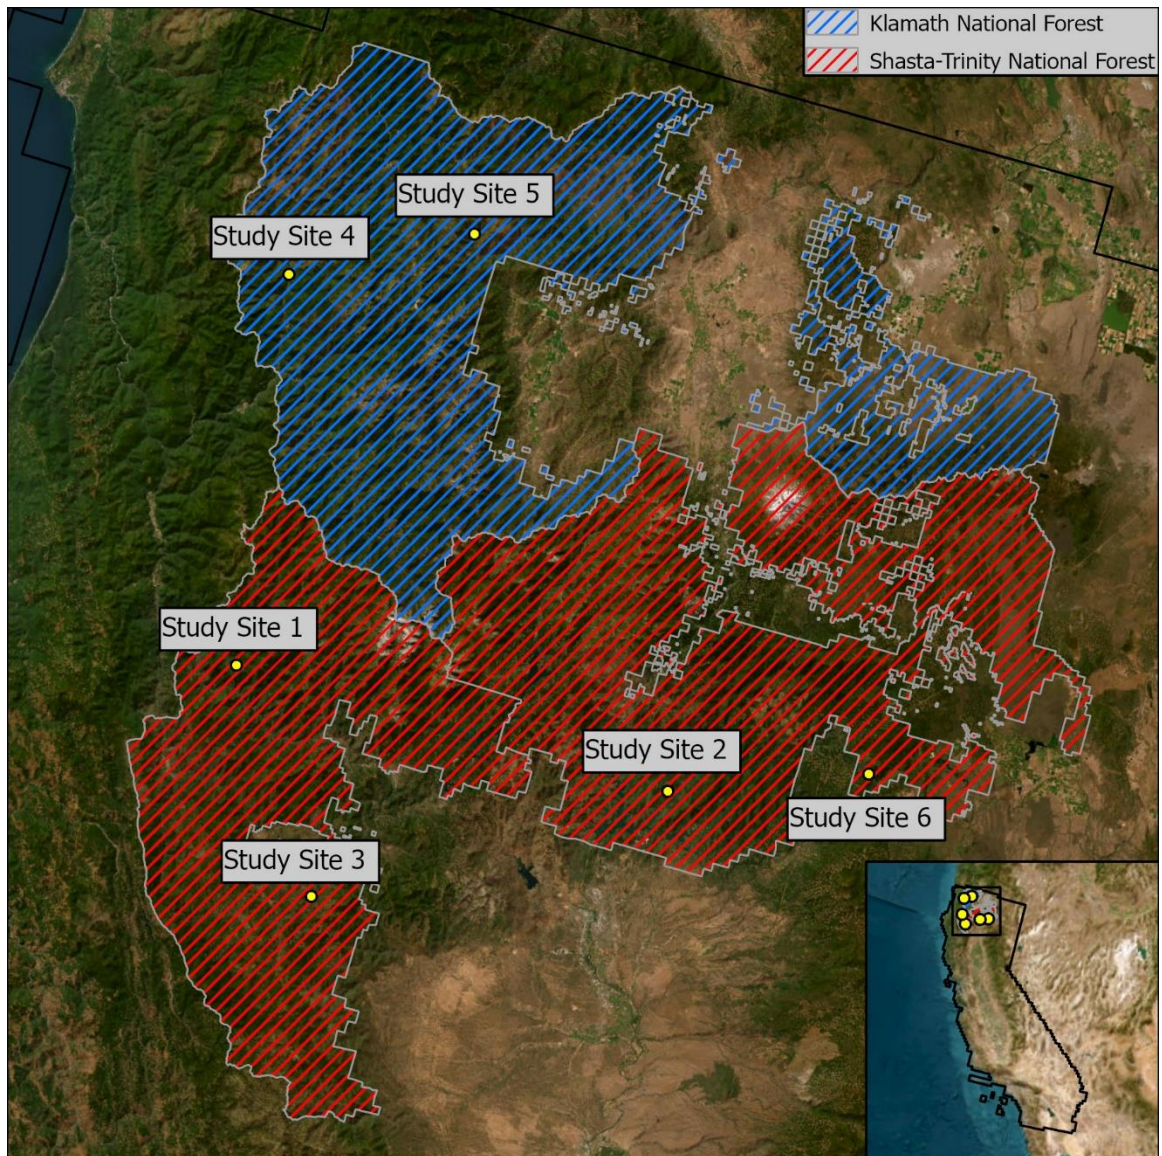 Klamath National Forest
Shasta-Trinity National Forest
Study Site 5
Study Site 4
Study Site 1
Study Site 2
Study Site 6
Study Site 3